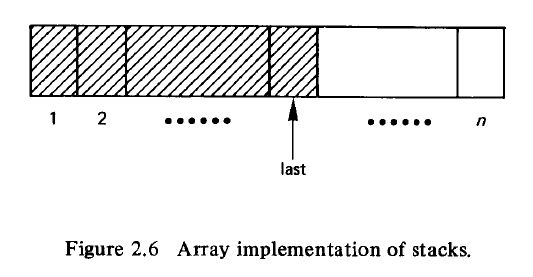 1 2 •••••• •••••• n
last
Figure 2.6 Array implementation of stacks.